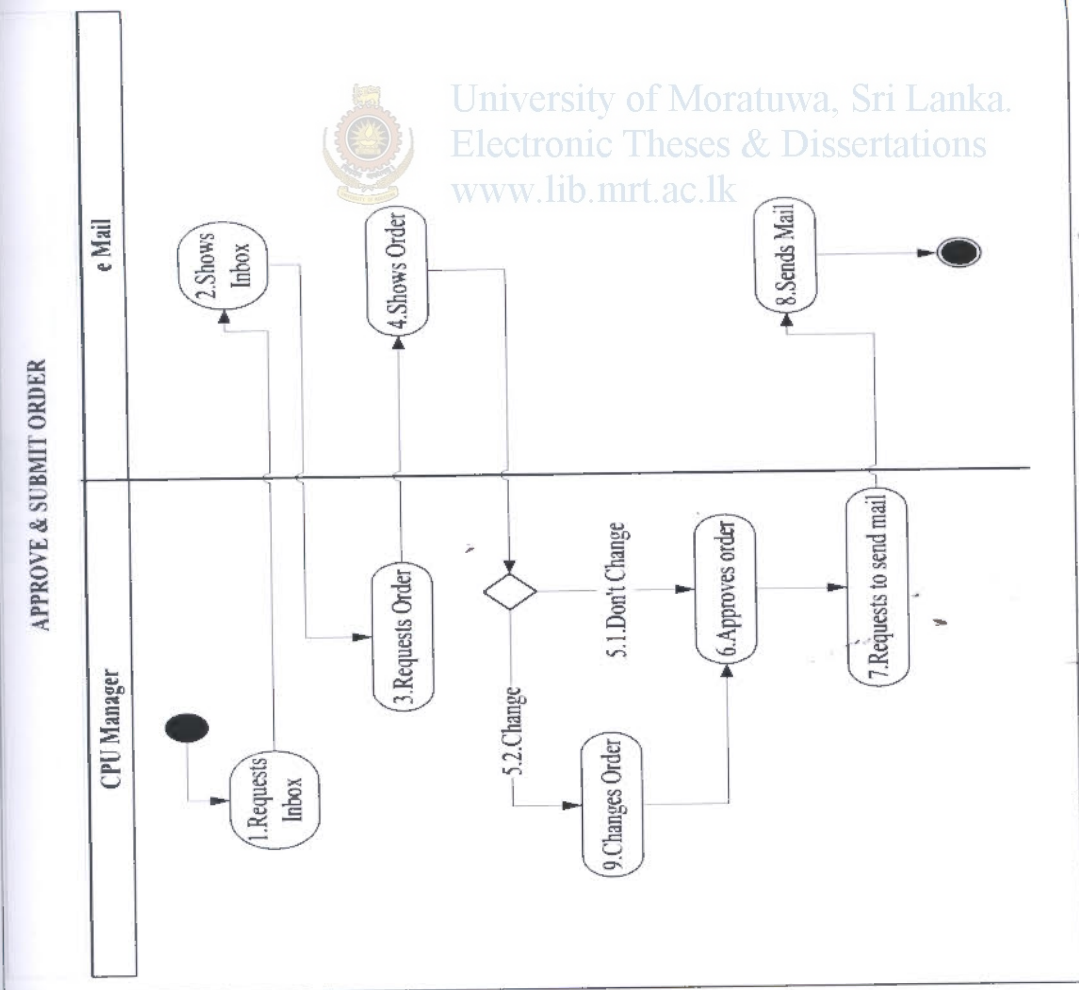 University of Moratuwa, Sri Lanka.
Electronic Theses & Dissertations
www.lib.mrt.ac.lk
APPROVE & SUBMIT ORDER
CPU Manager
e Mail
1.Requests
Inbox
2.Shows
Inbox
3.Requests Order
4.Shows Order
5.1.Don't Change
5.2.Change
9.Changes Order
6.Approves order
7.Requests to send mail
8.Sends Mail